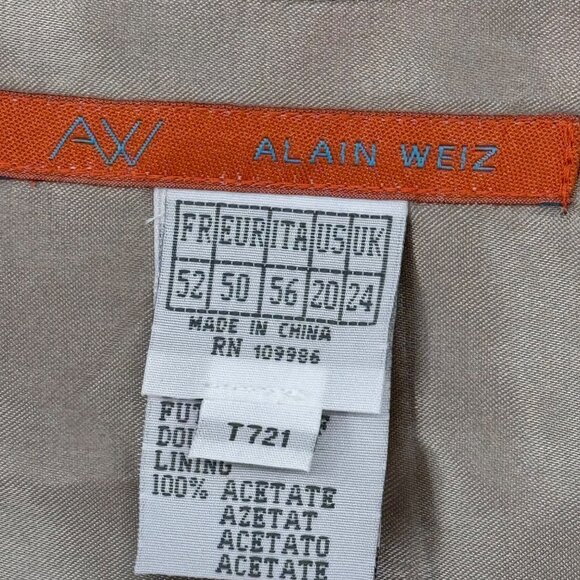 AW ALAIN WEIZ
FR EUR ITA US UK
52 50 56 20 24
MADE IN CHINA
RN 109986
T721
LINING
100% ACETATE
AZETAT
ACETATO
ACETATE